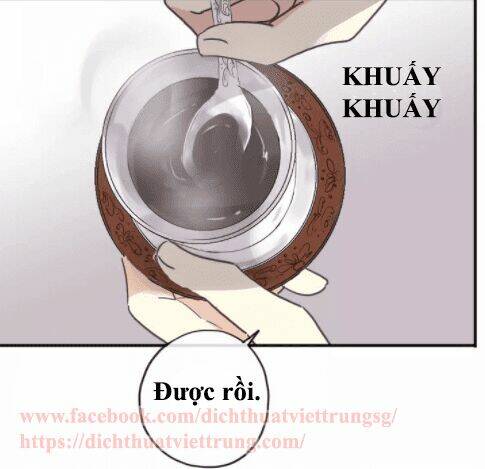 KHUẤY
KHUẤY
Được rồi.
www.facebook.com/dichthuatviettrungsg/
https://dichthuatviettrung.com/